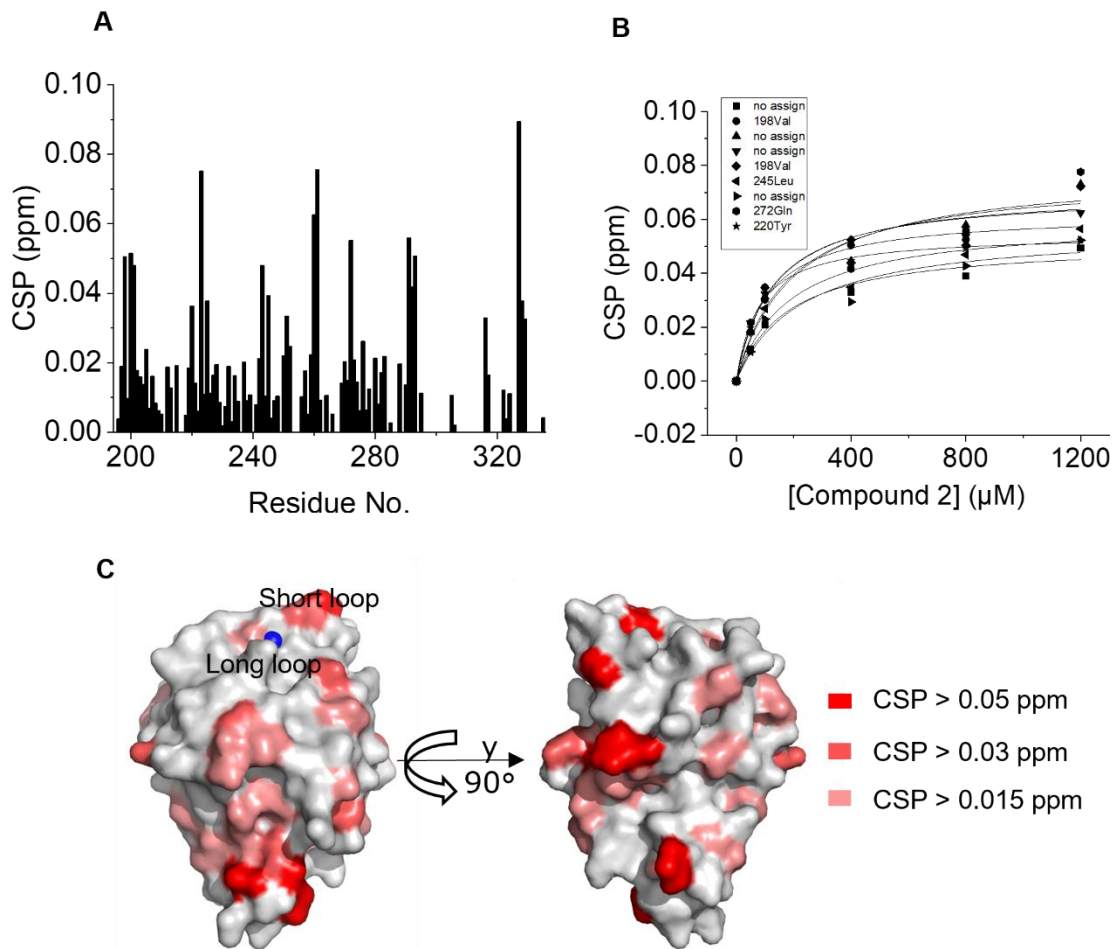 A
0.10
0.08
0.06
0.04
0.02
0.00
CSP (ppm)
200
240
280
320
Residue No.
B
no assign
198Val
no assign
no assign
198Val
245Leu
no assign
272Gln
220Tyr
0.10
0.08
0.06
0.04
0.02
0.00
-0.02
CSP (ppm)
0
400
800
1200
[Compound 2] (µM)
C
Short loop
Long loop
y
90°
CSP > 0.05 ppm
CSP > 0.03 ppm
CSP > 0.015 ppm